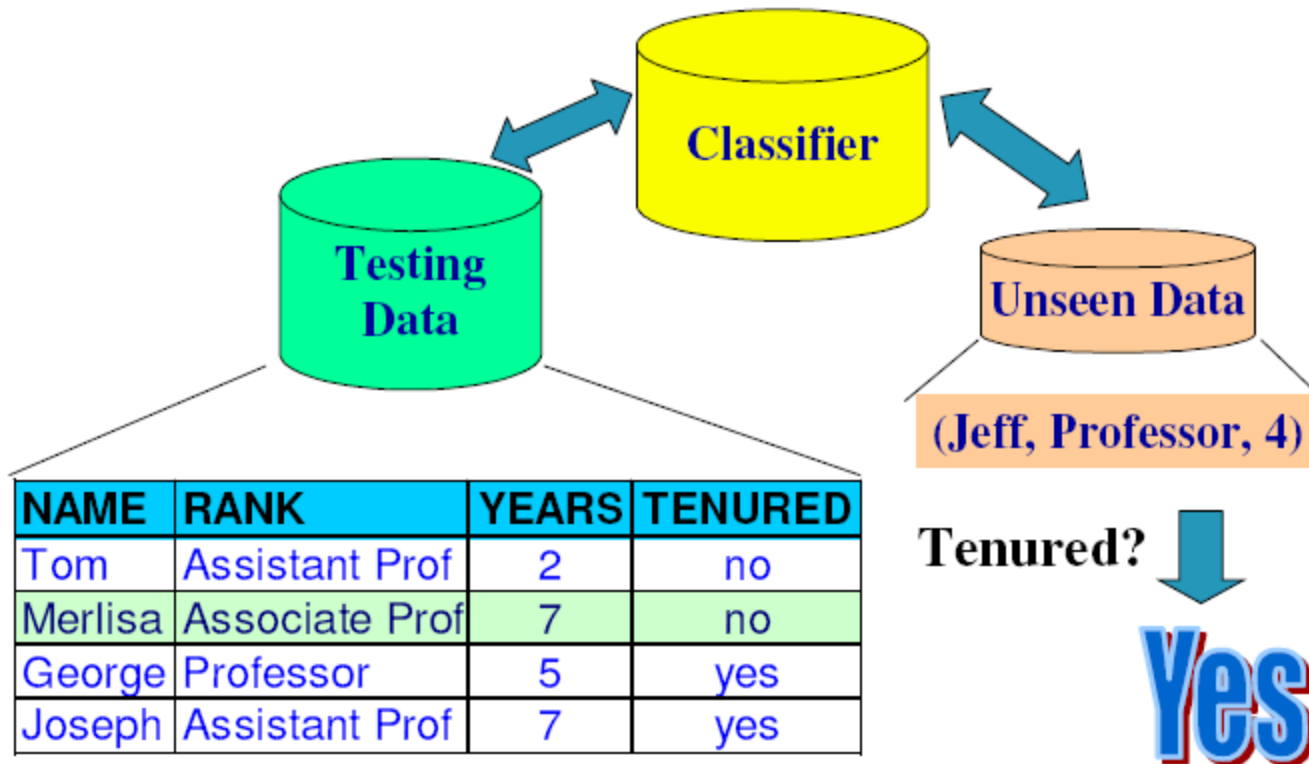 Classifier
Testing
Data
Unseen Data
(Jeff, Professor, 4)
NAME RANK YEARS TENURED
Tom Assistant Prof 2 no
Merlisa Associate Prof 7 no
George Professor 5 yes
Joseph Assistant Prof 7 yes
Tenured?
Yes